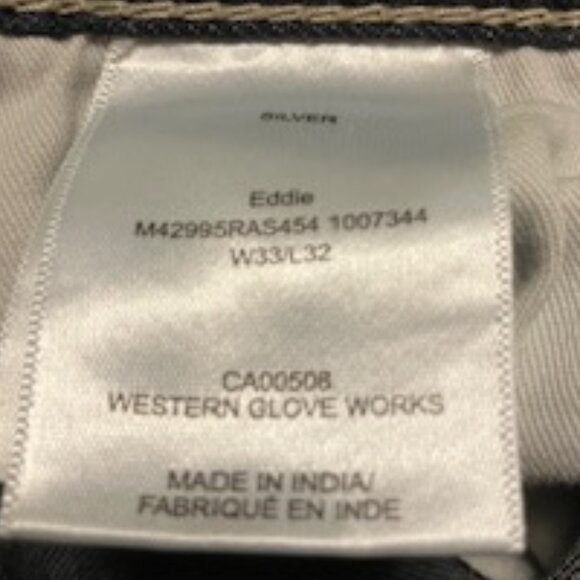 SILVER
Eddie
M42995RAS454 1007344
W33/L32
CA00508
WESTERN GLOVE WORKS
MADE IN INDIA/
FABRIQUÉ EN INDE